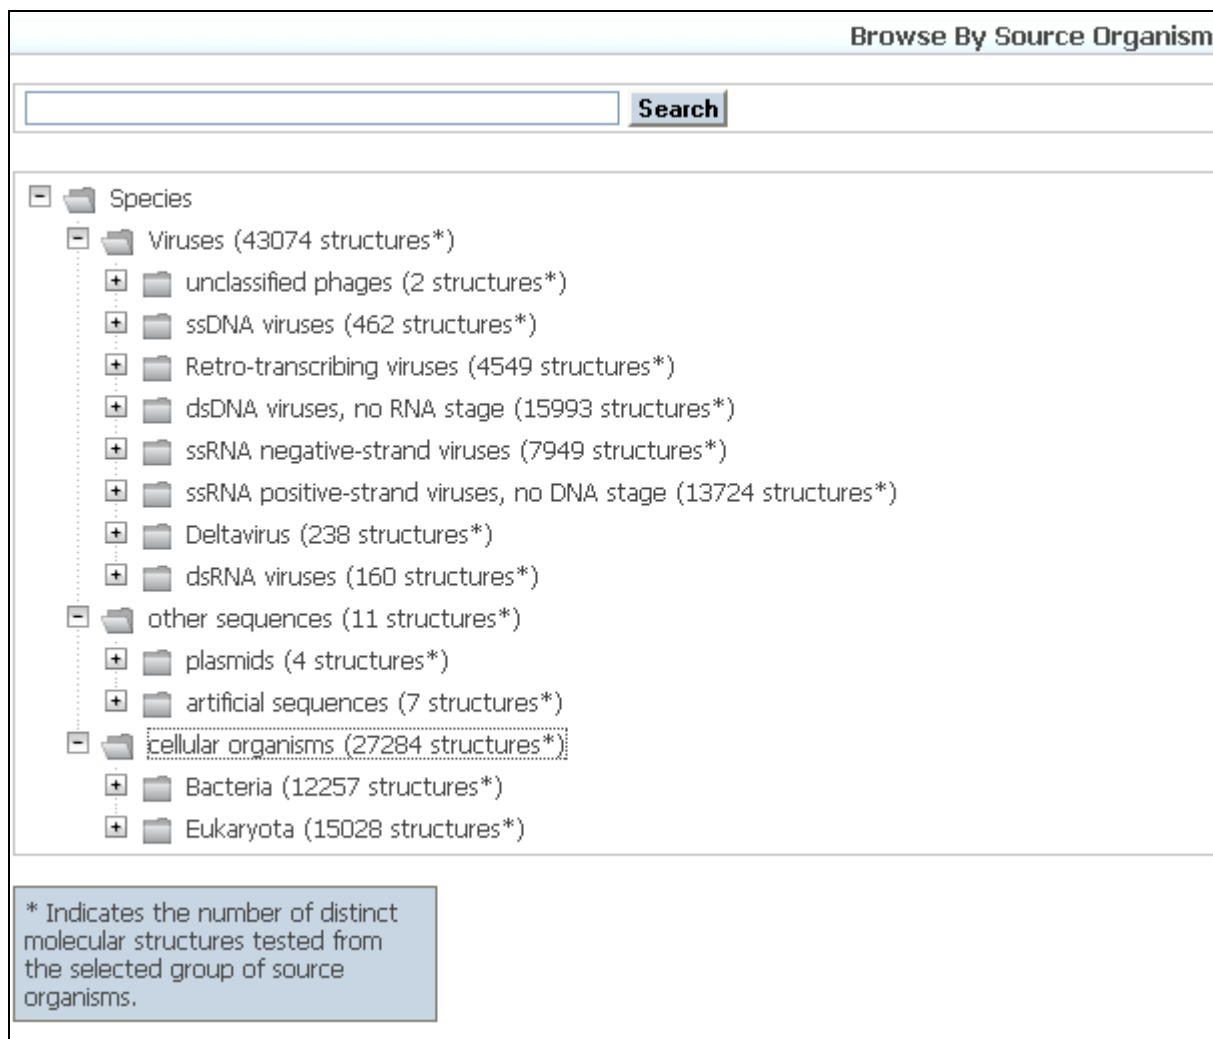 Browse By Source Organism
Search
Species
Viruses (43074 structures*)
unclassified phages (2 structures*)
ssDNA viruses (462 structures*)
Retro-transcribing viruses (4549 structures*)
dsDNA viruses, no RNA stage (15993 structures*)
ssRNA negative-strand viruses (7949 structures*)
ssRNA positive-strand viruses, no DNA stage (13724 structures*)
Deltavirus (238 structures*)
dsRNA viruses (160 structures*)
other sequences (11 structures*)
plasmids (4 structures*)
artificial sequences (7 structures*)
cellular organisms (27284 structures*)
Bacteria (12257 structures*)
Eukaryota (15028 structures*)
* Indicates the number of distinct
molecular structures tested from
the selected group of source
organisms.